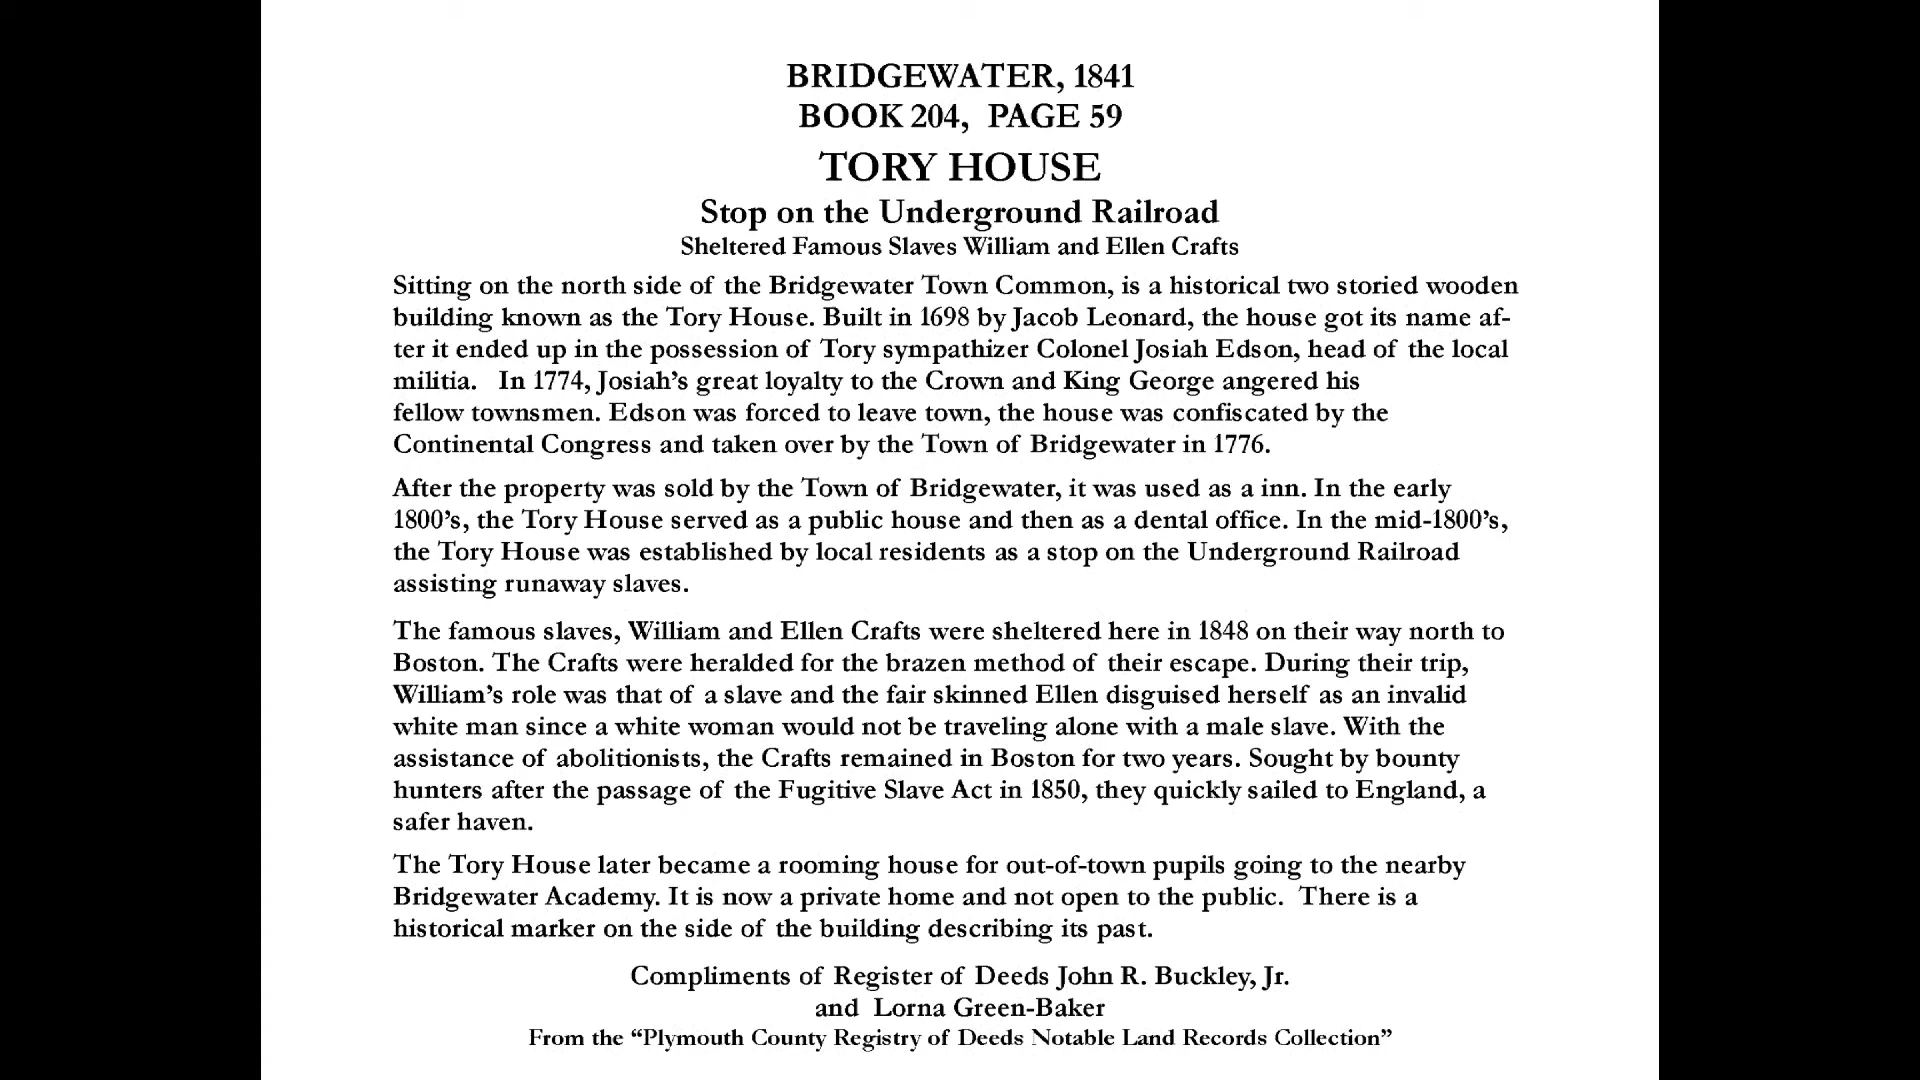 BRIDGEWATER, 1841
BOOK 204, PAGE 59
TORY HOUSE
Stop on the Underground Railroad
Sheltered Famous Slaves William and Ellen Crafts
Sitting on the north side of the Bridgewater Town Common, is a historical two storied wooden
building known as the Tory House. Built in 1698 by Jacob Leonard, the house got its name af-
ter it ended up in the possession of Tory sympathizer Colonel Josiah Edson, head of the local
militia. In 1774, Josiah’s great loyalty to the Crown and King George angered his
fellow townsmen. Edson was forced to leave town, the house was confiscated by the
Continental Congress and taken over by the Town of Bridgewater in 1776.
After the property was sold by the Town of Bridgewater, it was used as a inn. In the early
1800’s, the Tory House served as a public house and then as a dental office. In the mid-1800’s,
the Tory House was established by local residents as a stop on the Underground Railroad
assisting runaway slaves.
The famous slaves, William and Ellen Crafts were sheltered here in 1848 on their way north to
Boston. The Crafts were heralded for the brazen method of their escape. During their trip,
William’s role was that of a slave and the fair skinned Ellen disguised herself as an invalid
white man since a white woman would not be traveling alone with a male slave. With the
assistance of abolitionists, the Crafts remained in Boston for two years. Sought by bounty
hunters after the passage of the Fugitive Slave Act in 1850, they quickly sailed to England, a
safer haven.
The Tory House later became a rooming house for out-of-town pupils going to the nearby
Bridgewater Academy. It is now a private home and not open to the public. There is a
historical marker on the side of the building describing its past.
Compliments of Register of Deeds John R. Buckley, Jr.
and Lorna Green-Baker
From the “Plymouth County Registry of Deeds Notable Land Records Collection”